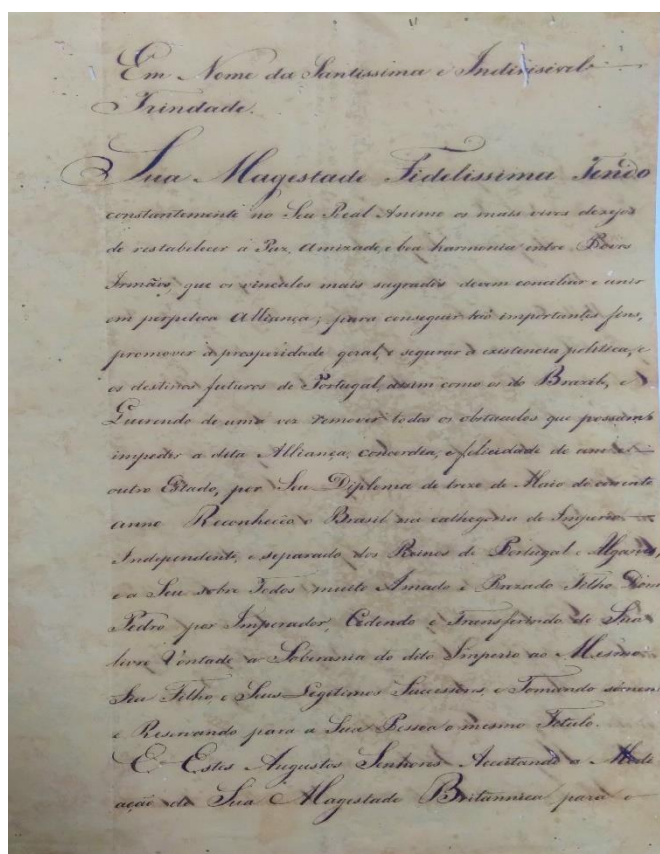 Em Nome da Santissima e Indivisivel
Trindade.
Sua Magestade Fidelissima Tendo
constantemente no Seu Real Animo os mais vivos dezejos
de restabelecer a Paz, Amizade, e boa harmonia entre Povos
Irmãos, que os vinculos mais sagrados devem conciliar e unir
em perpetua Alliança; para conseguir tão importantes fins,
promover a prosperidade geral, e segurar a existencia politica, e
os destinos futuros de Portugal, assim como os do Brazil, e
Querendo de uma vez remover todos os obstaculos que possam
impedir a dita Alliança, concordia, e felicidade de um e
outro Estado, por Seu Diploma de treze de Maio do corrente
anno Reconheceo o Brasil na cathegoria de Imperio
Independente, e separado dos Reinos de Portugal e Algarves,
e a Seu sobre Todos muito Amado e Prezado Filho Dom
Pedro por Imperador, Cedendo e Transferindo de Sua
livre Vontade a Soberania do dito Imperio ao Mesmo
Seu Filho e Seus Legitimos Sucessores, e Tomando sómen
e Reservando para a Sua Pessoa o mesmo Titulo.
E Estes Augustos Senhores Aceitando a Medi
ação de Sua Magestade Britannica para o